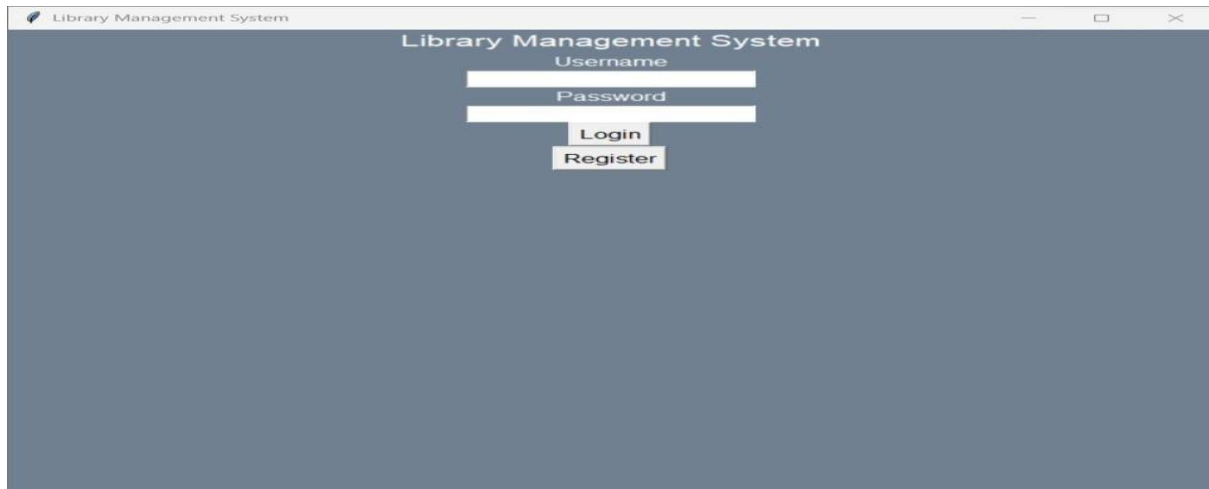 Library Management System
Library Management System
Username
Password
Login
Register